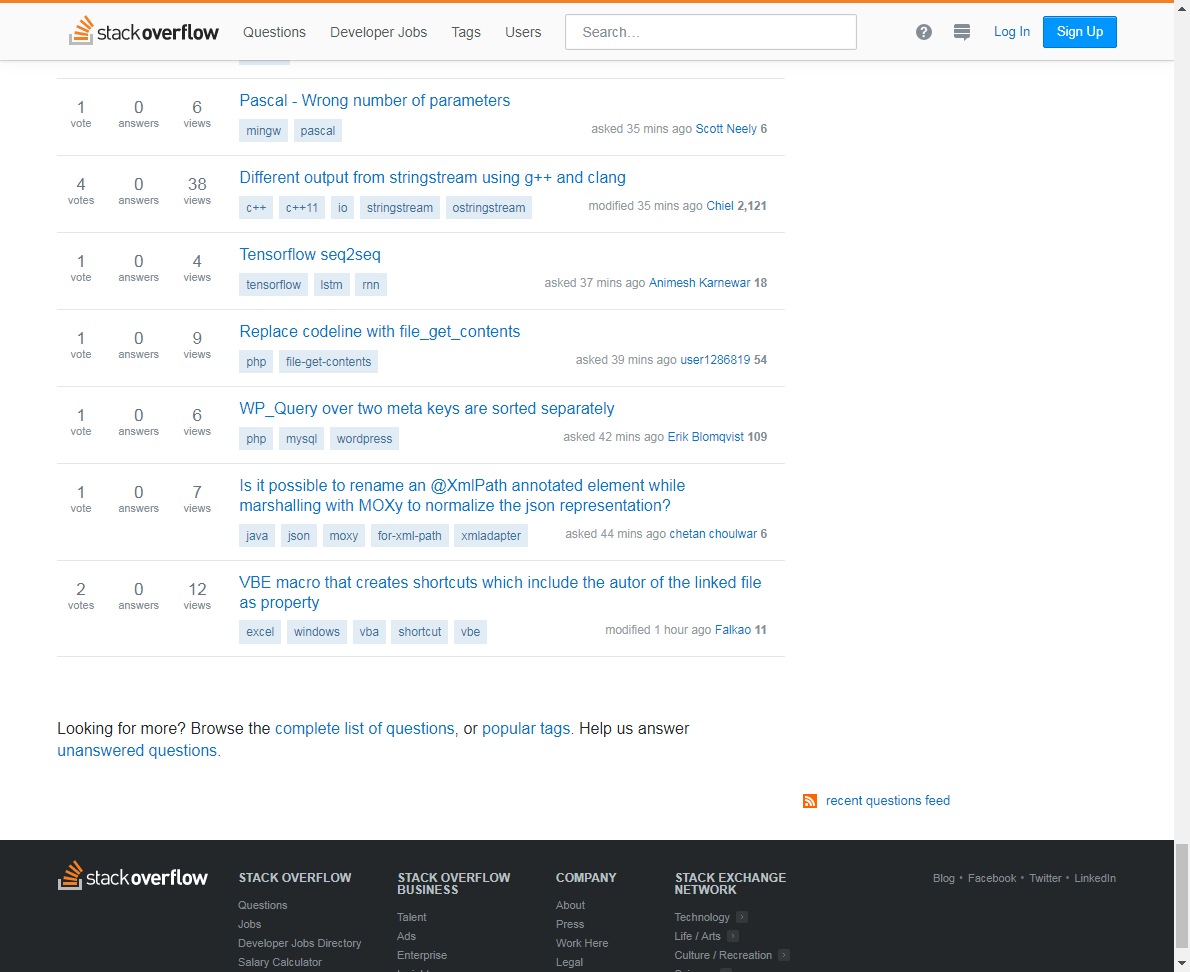 stackoverflow Questions Developer Jobs Tags Users Search... Log In Sign Up
1 0 6 Pascal - Wrong number of parameters
vote answers views mingw pascal asked 35 mins ago Scott Neely 6
4 0 38 Different output from stringstream using g++ and clang
votes answers views c++ c++11 io stringstream ostringstream modified 35 mins ago Chiel 2,121
1 0 4 Tensorflow seq2seq
vote answers views tensorflow lstm rnn asked 37 mins ago Animesh Karnewar 18
1 0 9 Replace codeline with file_get_contents
vote answers views php file-get-contents asked 39 mins ago user1286819 54
1 0 6 WP_Query over two meta keys are sorted separately
vote answers views php mysql wordpress asked 42 mins ago Erik Blomqvist 109
1 0 7 Is it possible to rename an @XmlPath annotated element while
vote answers views marshalling with MOXy to normalize the json representation?
java json moxy for-xml-path xmladapter asked 44 mins ago chetan choulwar 6
2 0 12 VBE macro that creates shortcuts which include the autor of the linked file
votes answers views as property
excel windows vba shortcut vbe modified 1 hour ago Falkao 11
Looking for more? Browse the complete list of questions, or popular tags. Help us answer
unanswered questions.
recent questions feed
stackoverflow
STACK OVERFLOW
Questions
Jobs
Developer Jobs Directory
Salary Calculator
STACK OVERFLOW
BUSINESS
Talent
Ads
Enterprise
COMPANY
About
Press
Work Here
Legal
STACK EXCHANGE
NETWORK
Technology
Life / Arts
Culture / Recreation
Blog • Facebook • Twitter • LinkedIn